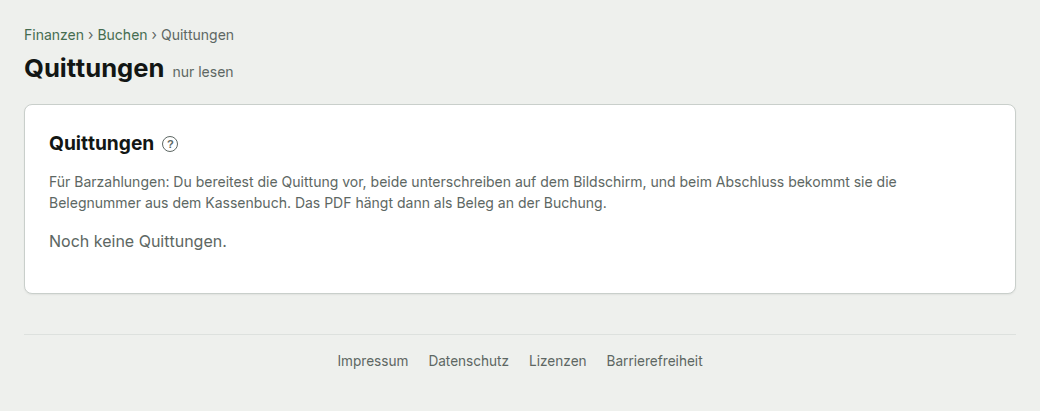 Finanzen › Buchen › Quittungen
Quittungen nur lesen
Quittungen ?
Für Barzahlungen: Du bereitest die Quittung vor, beide unterschreiben auf dem Bildschirm, und beim Abschluss bekommt sie die
Belegnummer aus dem Kassenbuch. Das PDF hängt dann als Beleg an der Buchung.
Noch keine Quittungen.
Impressum Datenschutz Lizenzen Barrierefreiheit